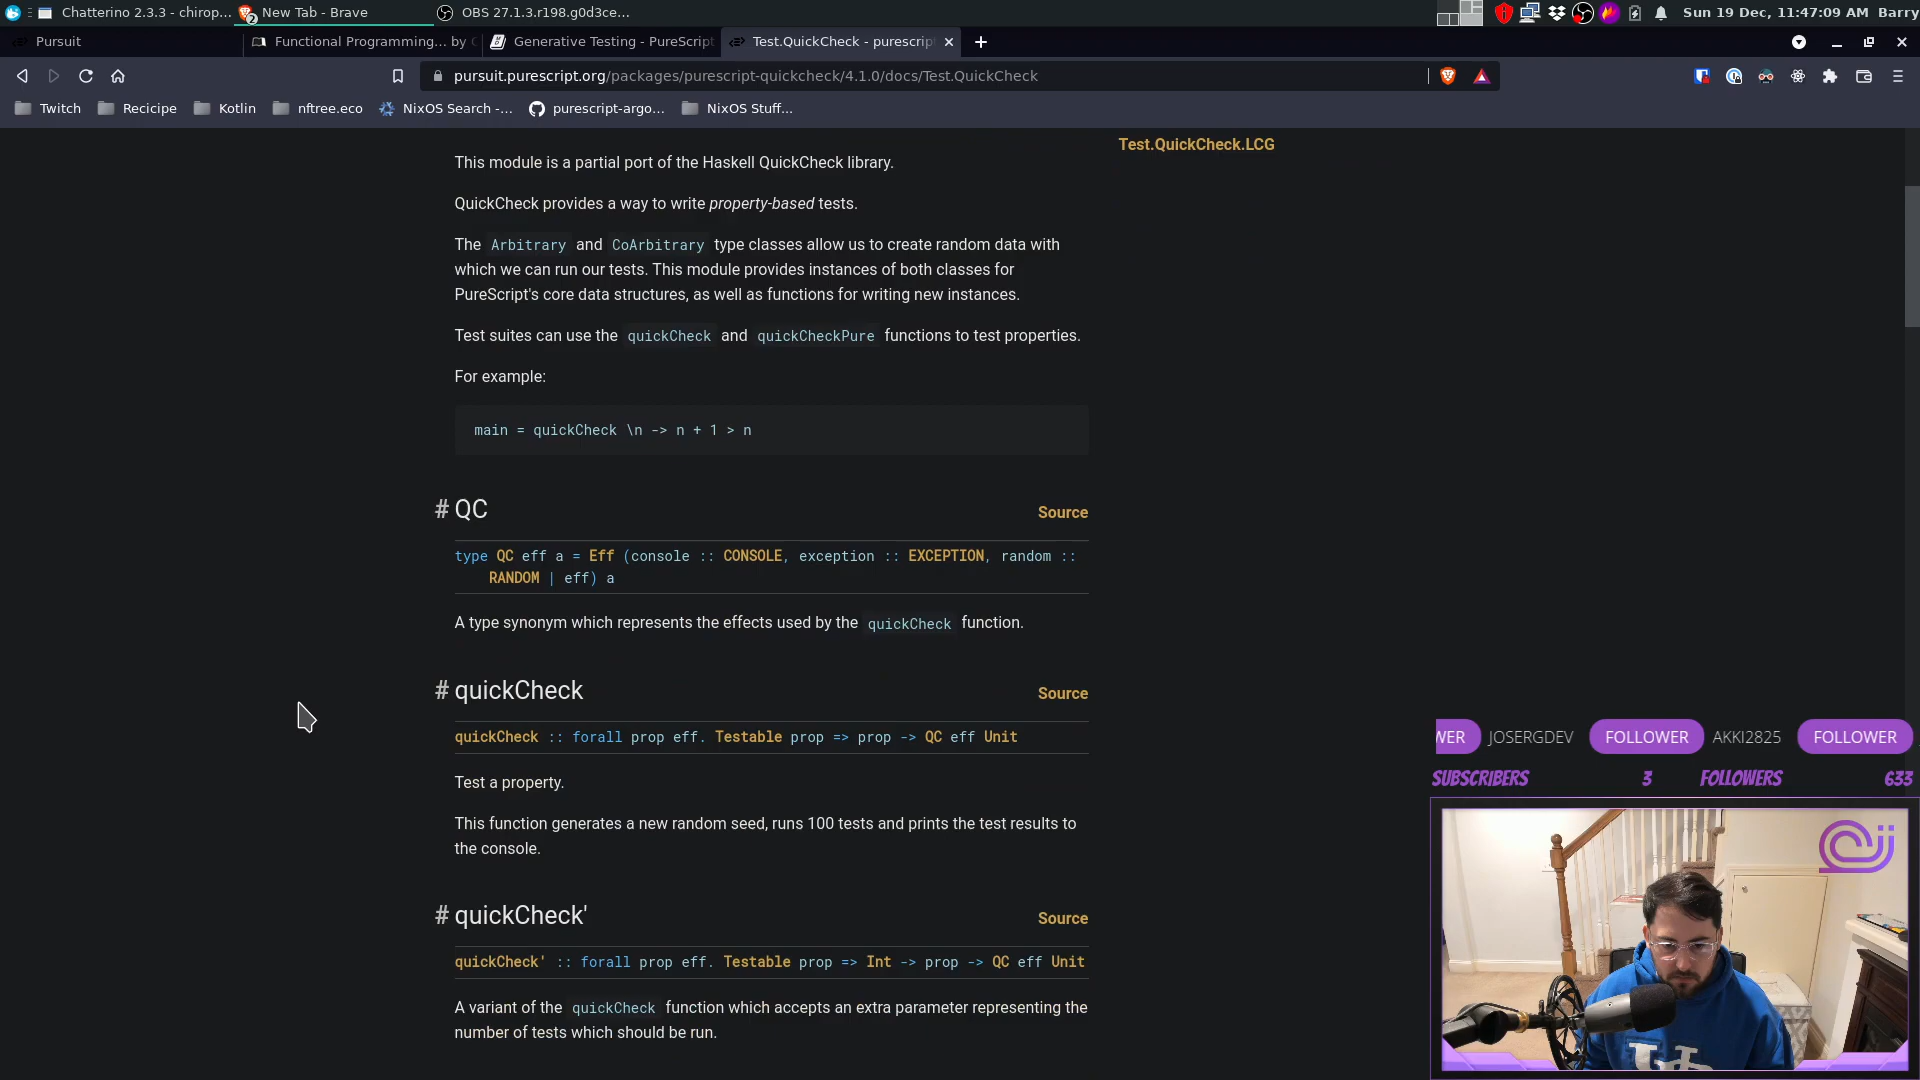 Chatterino 2.3.3 - chirop...
2
New Tab - Brave
OBS 27.1.3.r198.g0d3ce...
Sun 19 Dec, 11:47:09 AM
Barry
Pursuit
Functional Programming... by
Generative Testing - PureScript
Test.QuickCheck - purescrip
pursuit.purescript.org/packages/purescript-quickcheck/4.1.0/docs/Test.QuickCheck
Twitch
Recicipe
Kotlin
nftree.eco
NixOS Search -...
purescript-argo...
NixOS Stuff...
This module is a partial port of the Haskell QuickCheck library.
Test.QuickCheck.LCG
QuickCheck provides a way to write property-based tests.
The Arbitrary and CoArbitrary type classes allow us to create random data with
which we can run our tests. This module provides instances of both classes for
PureScript's core data structures, as well as functions for writing new instances.
Test suites can use the quickCheck and quickCheckPure functions to test properties.
For example:
main = quickCheck \n -> n + 1 > n
# QC
Source
type QC eff a = Eff (console :: CONSOLE, exception :: EXCEPTION, random ::
RANDOM | eff) a
A type synonym which represents the effects used by the quickCheck function.
# quickCheck
Source
quickCheck :: forall prop eff. Testable prop => prop -> QC eff Unit
Test a property.
This function generates a new random seed, runs 100 tests and prints the test results to
the console.
# quickCheck'
Source
quickCheck' :: forall prop eff. Testable prop => Int -> prop -> QC eff Unit
A variant of the quickCheck function which accepts an extra parameter representing the
number of tests which should be run.
WER
JOSERGDEV
FOLLOWER
AKKI2825
FOLLOWER
SUBSCRIBERS
3
FOLLOWERS
633